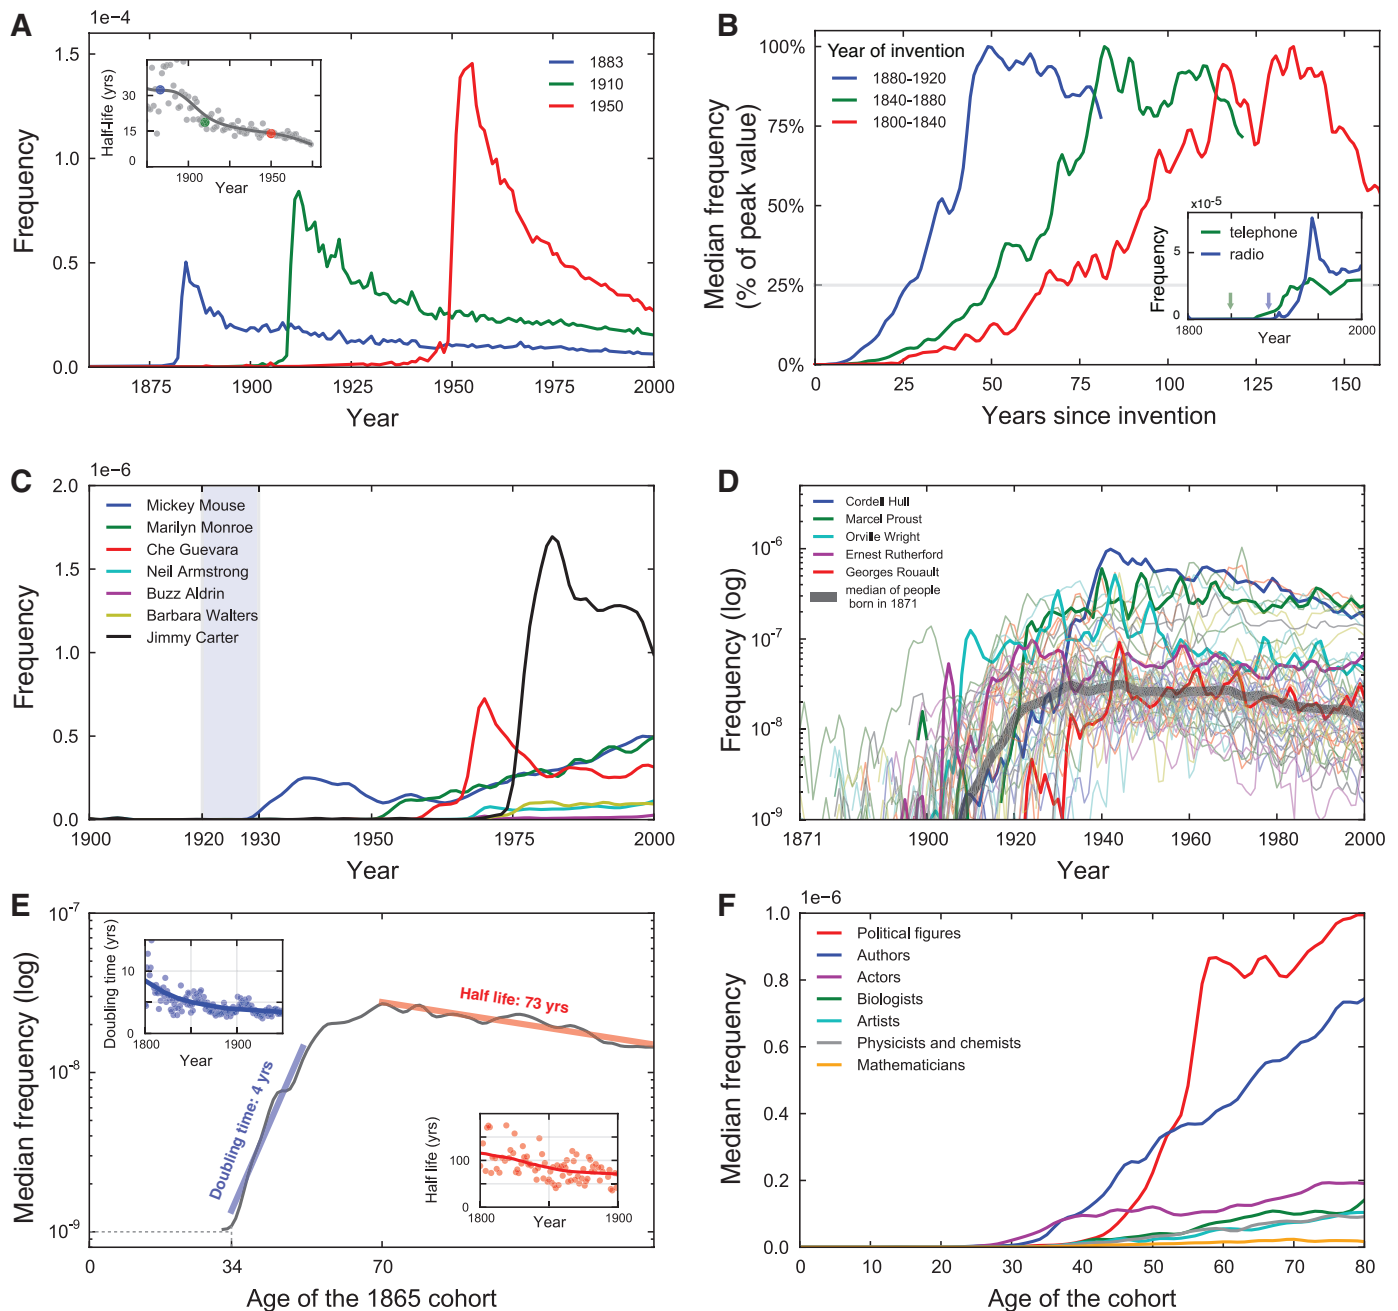 A
1e−4
1.5
1.0
0.5
0.0
Frequency
1883
1910
1950
Half-life (yrs)
30
15
0
1900
1950
Year
1875
1900
1925
1950
1975
2000
Year
B
100%
75%
50%
25%
0%
Median frequency
(% of peak value)
Year of invention
1880-1920
1840-1880
1800-1840
x10-5
Frequency
5
0
telephone
radio
1800
1900
2000
Year
0
25
50
75
100
125
150
Years since invention
C
1e−6
2.0
1.5
1.0
0.5
0.0
Frequency
Mickey Mouse
Marilyn Monroe
Che Guevara
Neil Armstrong
Buzz Aldrin
Barbara Walters
Jimmy Carter
1900
1920
1930
1950
1975
2000
Year
D
Frequency (log)
10-6
10-7
10-8
10-9
Cordell Hull
Marcel Proust
Orville Wright
Ernest Rutherford
Georges Rouault
median of people
born in 1871
1871
1900
1920
1940
1960
1980
2000
Year
E
10-7
10-8
10-9
Median frequency (log)
Doubling time (yrs)
10
0
1800
1900
Year
Doubling time: 4 yrs
Half life: 73 yrs
Half life (yrs)
100
0
1800
1900
Year
0
34
70
Age of the 1865 cohort
F
1e−6
1.0
0.8
0.6
0.4
0.2
0.0
Median frequency
Political figures
Authors
Actors
Biologists
Artists
Physicists and chemists
Mathematicians
0
10
20
30
40
50
60
70
80
Age of the cohort